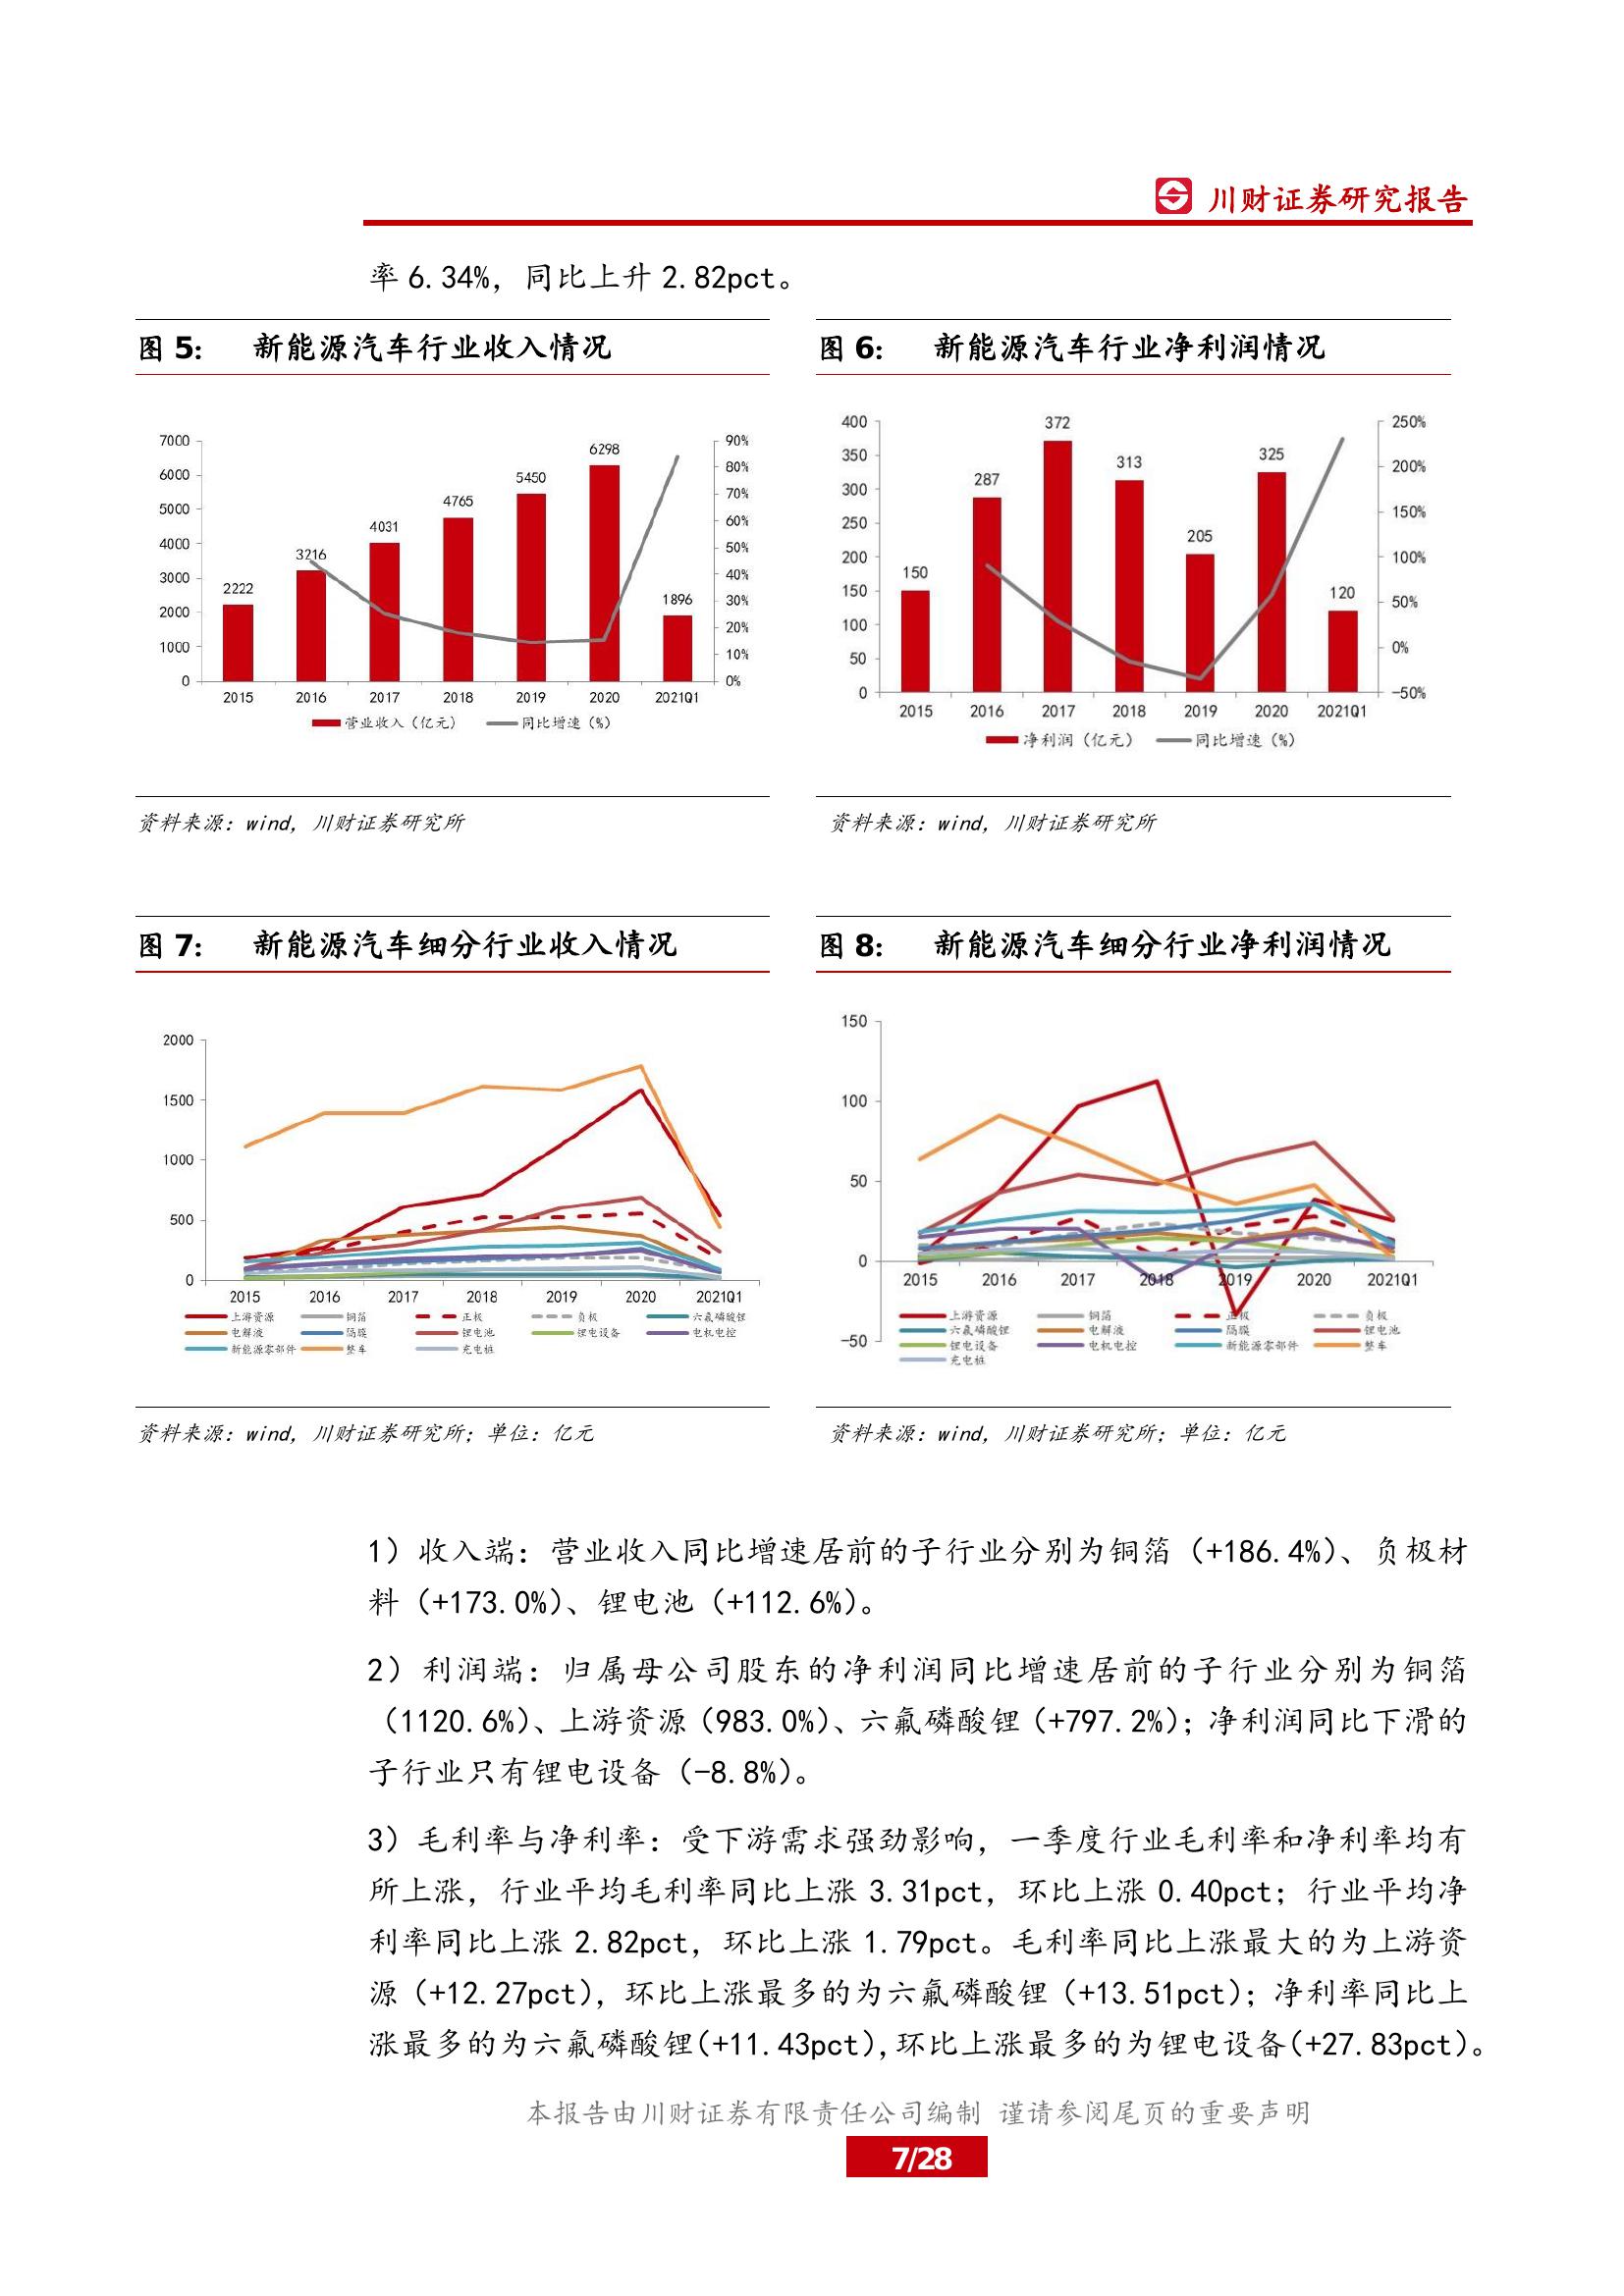 川财证券研究报告
率 6.34%，同比上升 2.82pct。
图 5： 新能源汽车行业收入情况
7000
6000
5000
4000
3000
2000
1000
0
90%
80%
70%
60%
50%
40%
30%
20%
10%
0%
2222
3216
4031
4765
5450
6298
1896
2015 2016 2017 2018 2019 2020 2021Q1
营业收入（亿元） 同比增速（%）
资料来源：wind，川财证券研究所
图 6： 新能源汽车行业净利润情况
400
350
300
250
200
150
100
50
0
250%
200%
150%
100%
50%
0%
-50%
150
287
372
313
205
325
120
2015 2016 2017 2018 2019 2020 2021Q1
净利润（亿元） 同比增速（%）
资料来源：wind，川财证券研究所
图 7： 新能源汽车细分行业收入情况
2000
1500
1000
500
0
2015 2016 2017 2018 2019 2020 2021Q1
上游资源 铜箔 正极 负极 六氟磷酸锂
电解液 隔膜 锂电池 锂电设备 电机电控
新能源零部件 整车 充电桩
资料来源：wind，川财证券研究所；单位：亿元
图 8： 新能源汽车细分行业净利润情况
150
100
50
0
-50
2015 2016 2017 2018 2019 2020 2021Q1
上游资源 铜箔 正极 负极
六氟磷酸锂 电解液 隔膜 锂电池
锂电设备 电机电控 新能源零部件 整车
充电桩
资料来源：wind，川财证券研究所；单位：亿元
1）收入端：营业收入同比增速居前的子行业分别为铜箔（+186.4%）、负极材
料（+173.0%）、锂电池（+112.6%）。
2）利润端：归属母公司股东的净利润同比增速居前的子行业分别为铜箔
（1120.6%）、上游资源（983.0%）、六氟磷酸锂（+797.2%）；净利润同比下滑的
子行业只有锂电设备（-8.8%）。
3）毛利率与净利率：受下游需求强劲影响，一季度行业毛利率和净利率均有
所上涨，行业平均毛利率同比上涨 3.31pct，环比上涨 0.40pct；行业平均净
利率同比上涨 2.82pct，环比上涨 1.79pct。毛利率同比上涨最大的为上游资
源（+12.27pct），环比上涨最多的为六氟磷酸锂（+13.51pct）；净利率同比上
涨最多的为六氟磷酸锂(+11.43pct),环比上涨最多的为锂电设备(+27.83pct)。
本报告由川财证券有限责任公司编制 谨请参阅尾页的重要声明
7/28